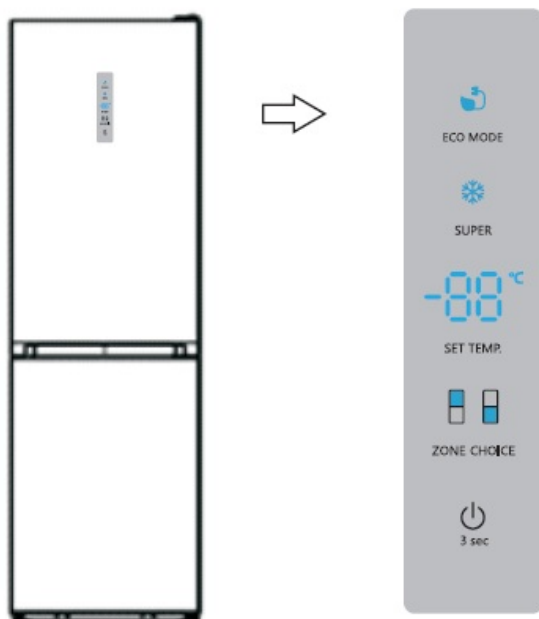 ECO MODE
SUPER
-88 °C
SET TEMP.
ZONE CHOICE
3 sec